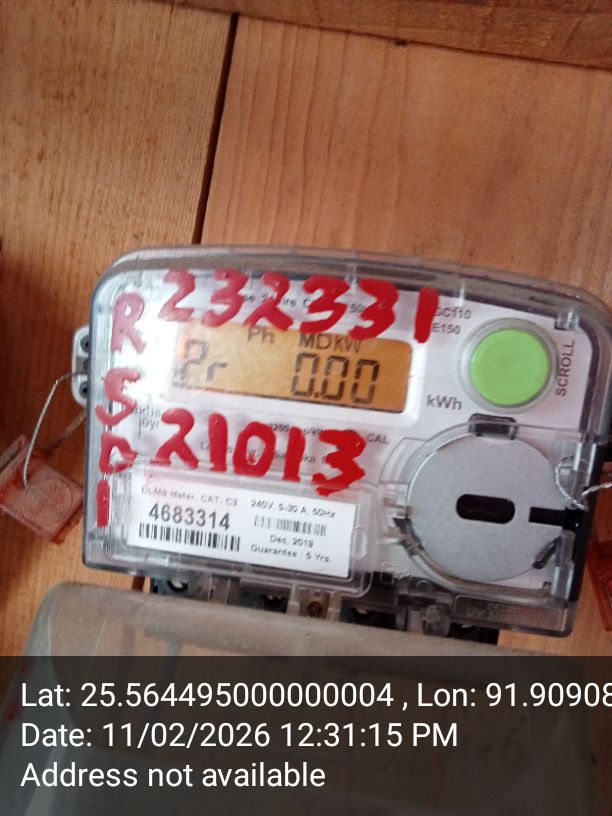 232331
GC110
E150
Ph MDkW
Pr 0.00
kWh
SCROLL
R
S
D
21013
CAL
DLMS Meter, CAT- C3
240V, 5-30 A, 50Hz
4683314
Dec, 2019
Guarantee : 5 Yrs.
Lat: 25.564495000000004 , Lon: 91.90908
Date: 11/02/2026 12:31:15 PM
Address not available